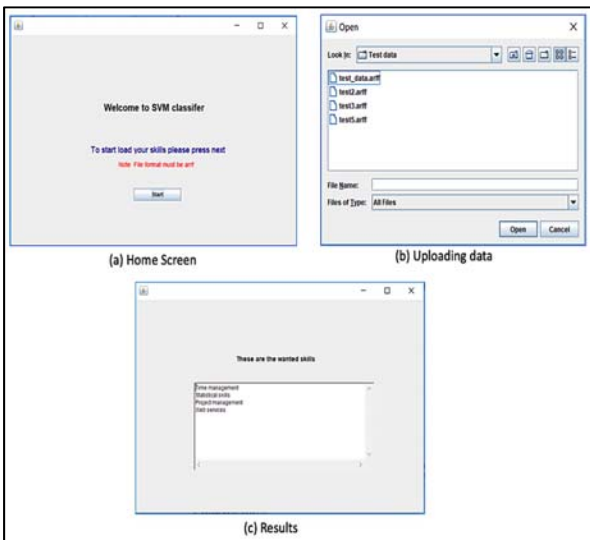 Welcome to SVM classifer
To start load your skills please press next
Note: File format must be arrf
Start
(a) Home Screen
Open
Look In: Test data
test_data.arff
test2.arff
test3.arff
test5.arff
File Name:
Files of Type: All Files
Open Cancel
(b) Uploading data
These are the wanted skills
Time management
Statistical skills
Project management
Web services
(c) Results